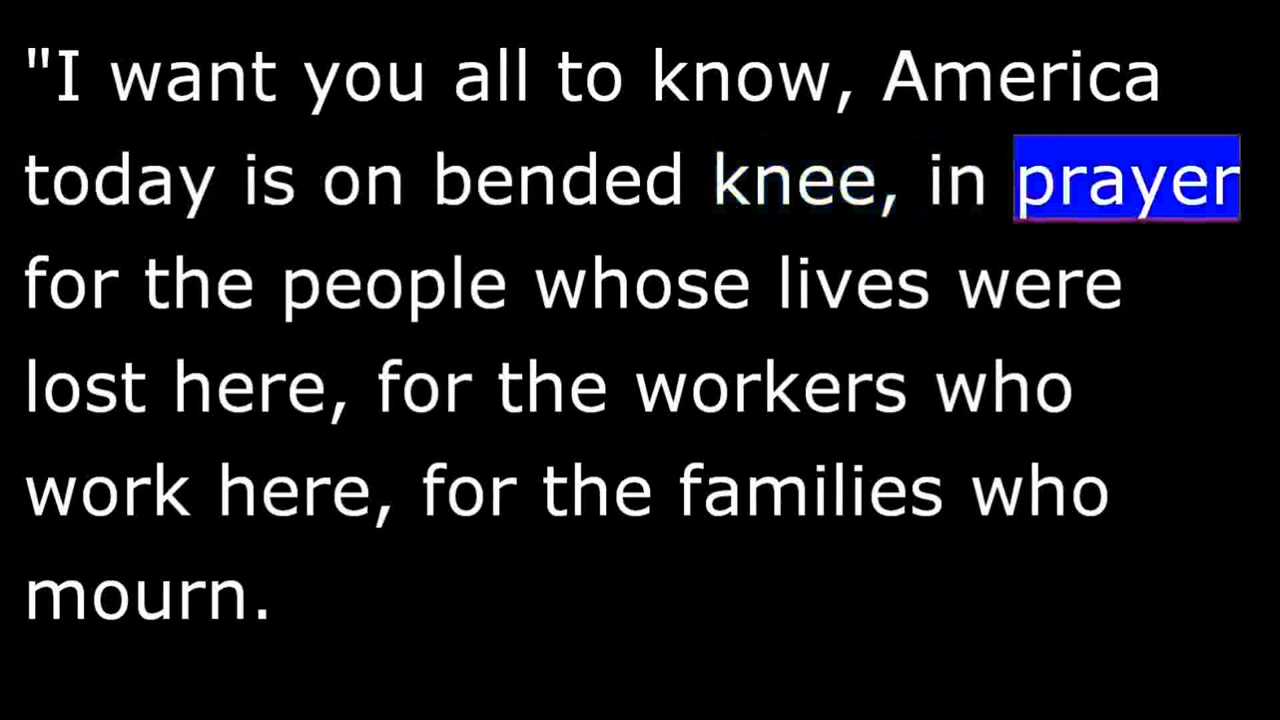 "I want you all to know, America
today is on bended knee, in prayer
for the people whose lives were
lost here, for the workers who
work here, for the families who
mourn.